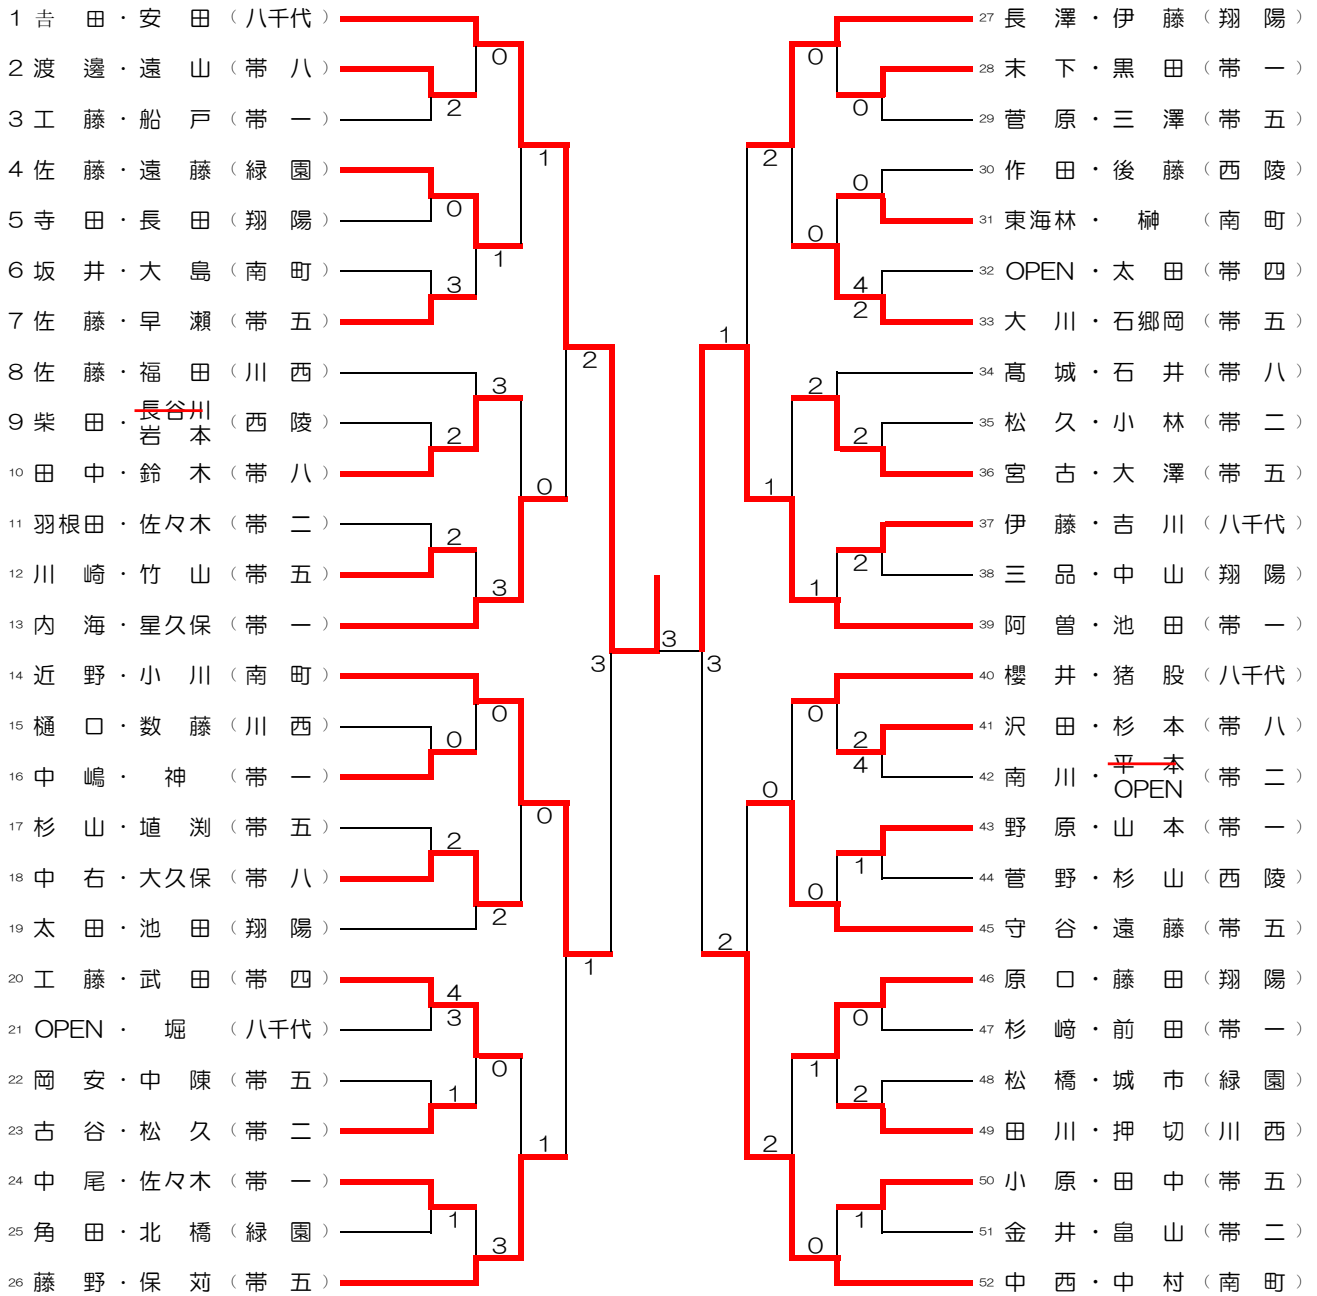 1 𠮷田・安田（八千代）
2 渡邊・遠山（帯八）
3 工藤・船戸（帯一）
4 佐藤・遠藤（緑園）
5 寺田・長田（翔陽）
6 坂井・大島（南町）
7 佐藤・早瀬（帯五）
8 佐藤・福田（川西）
9 柴田・長谷川 岩本（西陵）
10 田中・鈴木（帯八）
11 羽根田・佐々木（帯二）
12 川崎・竹山（帯五）
13 内海・星久保（帯一）
14 近野・小川（南町）
15 樋口・数藤（川西）
16 中嶋・神（帯一）
17 杉山・埴渕（帯五）
18 中右・大久保（帯八）
19 太田・池田（翔陽）
20 工藤・武田（帯四）
21 OPEN・堀（八千代）
22 岡安・中陳（帯五）
23 古谷・松久（帯二）
24 中尾・佐々木（帯一）
25 角田・北橋（緑園）
26 藤野・保苅（帯五）
0
2
0
1
3
1
3
2
2
3
0
2
1
0
0
2
2
4
3
1
0
1
3
1
0
1
3
3
3
27 長澤・伊藤（翔陽）
28 末下・黒田（帯一）
29 菅原・三澤（帯五）
30 作田・後藤（西陵）
31 東海林・榊（南町）
32 OPEN・太田（帯四）
33 大川・石郷岡（帯五）
34 髙城・石井（帯八）
35 松久・小林（帯二）
36 宮古・大澤（帯五）
37 伊藤・吉川（八千代）
38 三品・中山（翔陽）
39 阿曽・池田（帯一）
40 櫻井・猪股（八千代）
41 沢田・杉本（帯八）
42 南川・平本 OPEN（帯二）
43 野原・山本（帯一）
44 菅野・杉山（西陵）
45 守谷・遠藤（帯五）
46 原口・藤田（翔陽）
47 杉﨑・前田（帯一）
48 松橋・城市（緑園）
49 田川・押切（川西）
50 小原・田中（帯五）
51 金井・畠山（帯二）
52 中西・中村（南町）
0
0
2
0
0
4
2
1
2
2
1
2
1
0
2
4
0
1
0
2
0
1
2
2
1
0